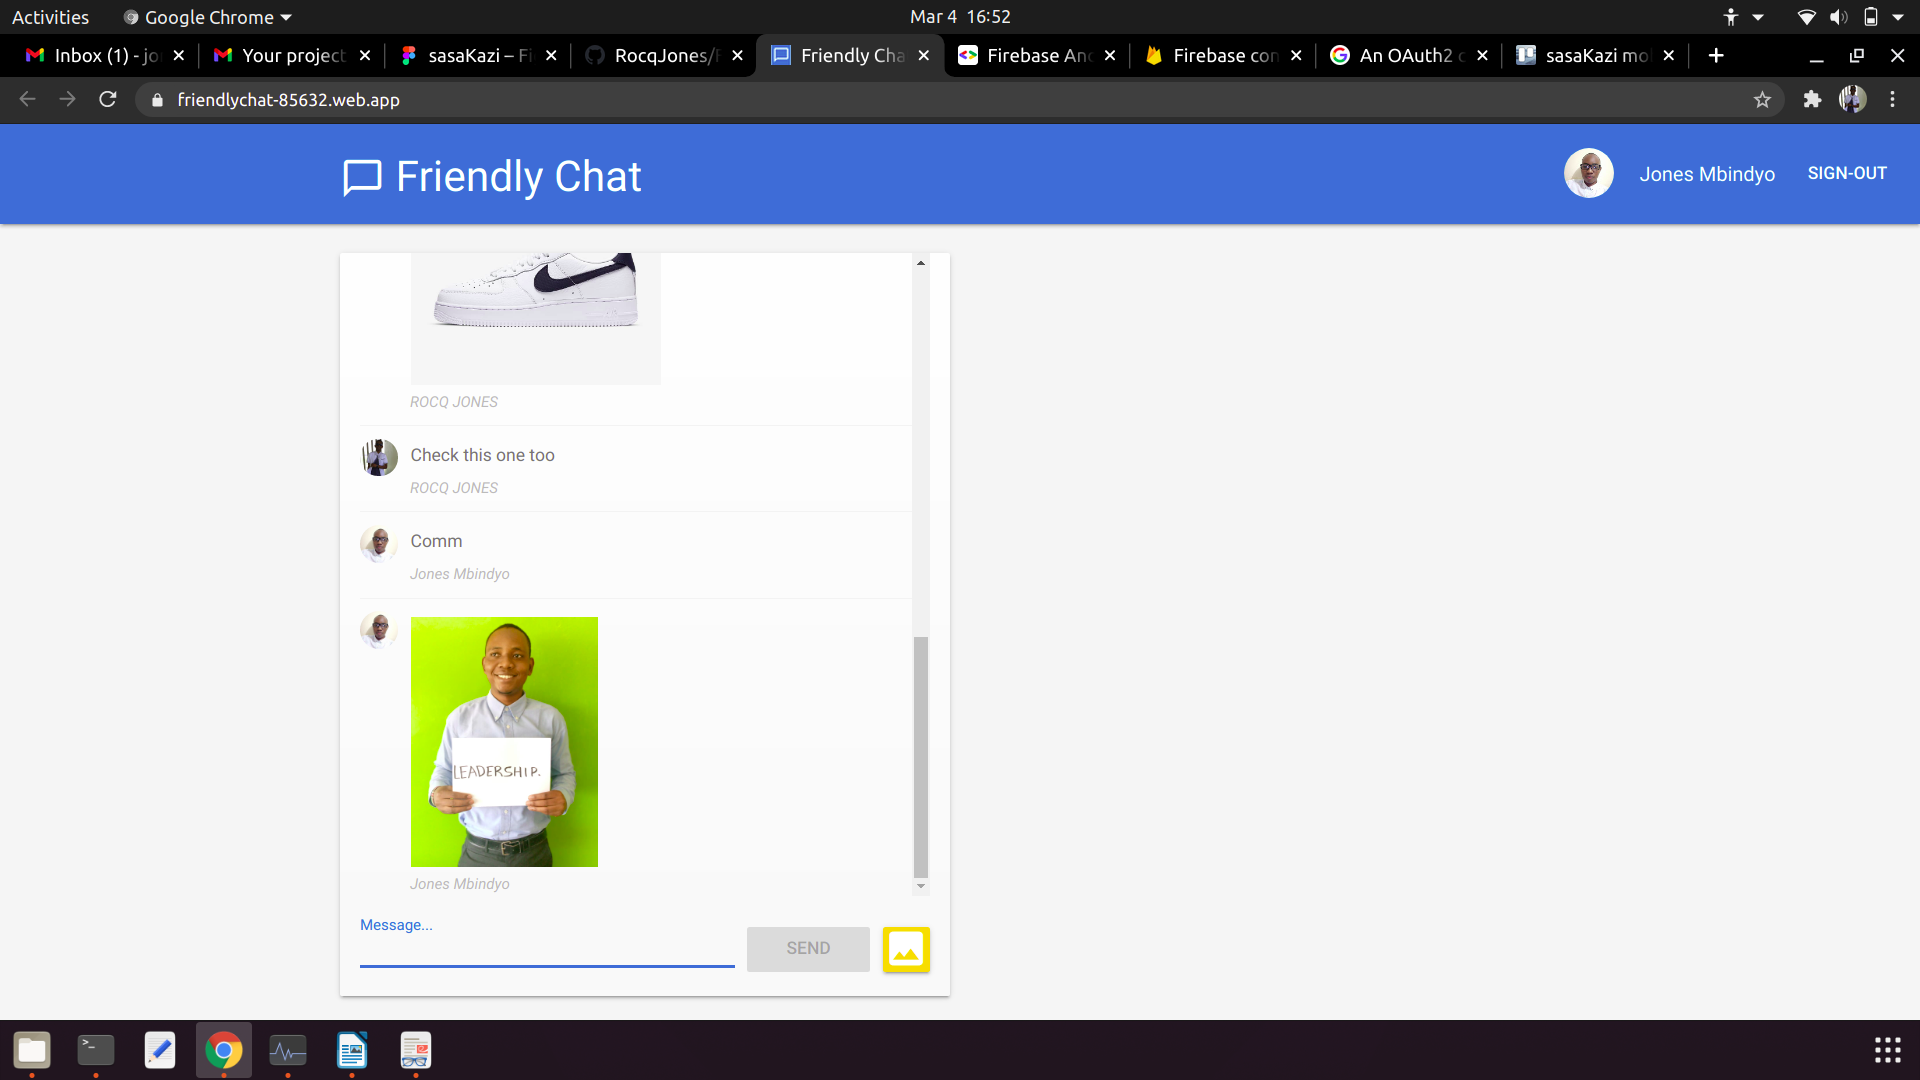 Activities
Google Chrome
Mar 4 16:52
Inbox (1) - jo
Your project
sasaKazi – Fi
RocqJones/F
Friendly Cha
Firebase And
Firebase con
An OAuth2 c
sasaKazi mo
friendlychat-85632.web.app
Friendly Chat
Jones Mbindyo
SIGN-OUT
ROCQ JONES
Check this one too
ROCQ JONES
Comm
Jones Mbindyo
LEADERSHIP.
Jones Mbindyo
Message...
SEND